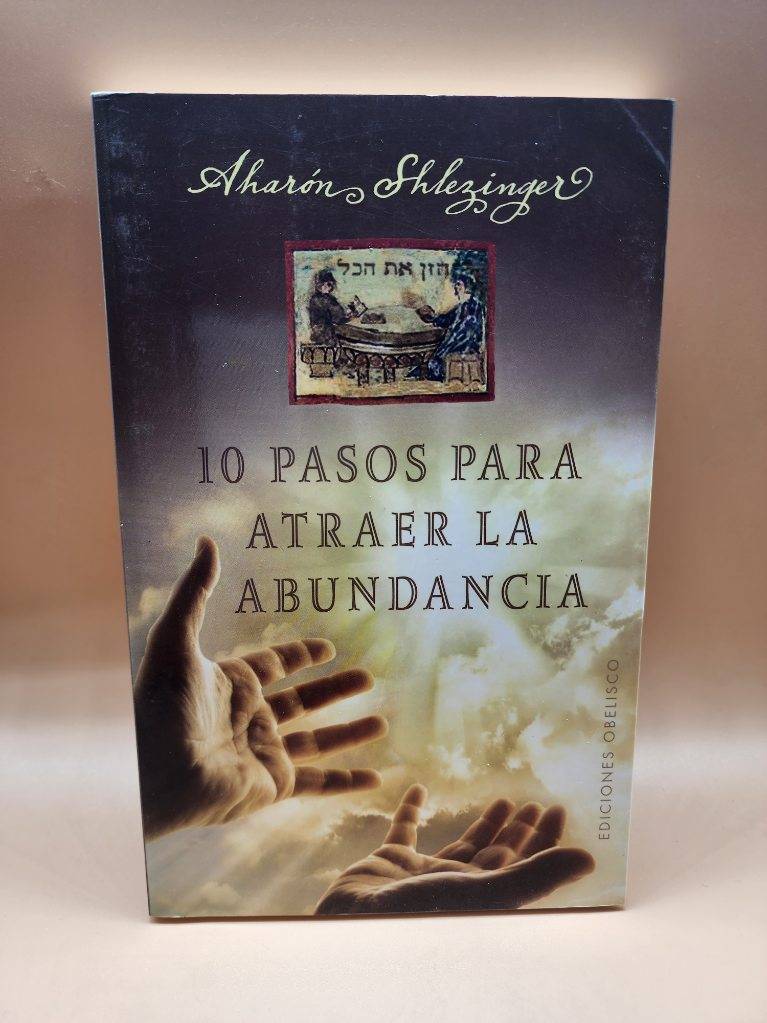 Aharón Shlezinger
הזן את הכל
10 PASOS PARA
ATRAER LA
ABUNDANCIA
EDICIONES OBELISCO